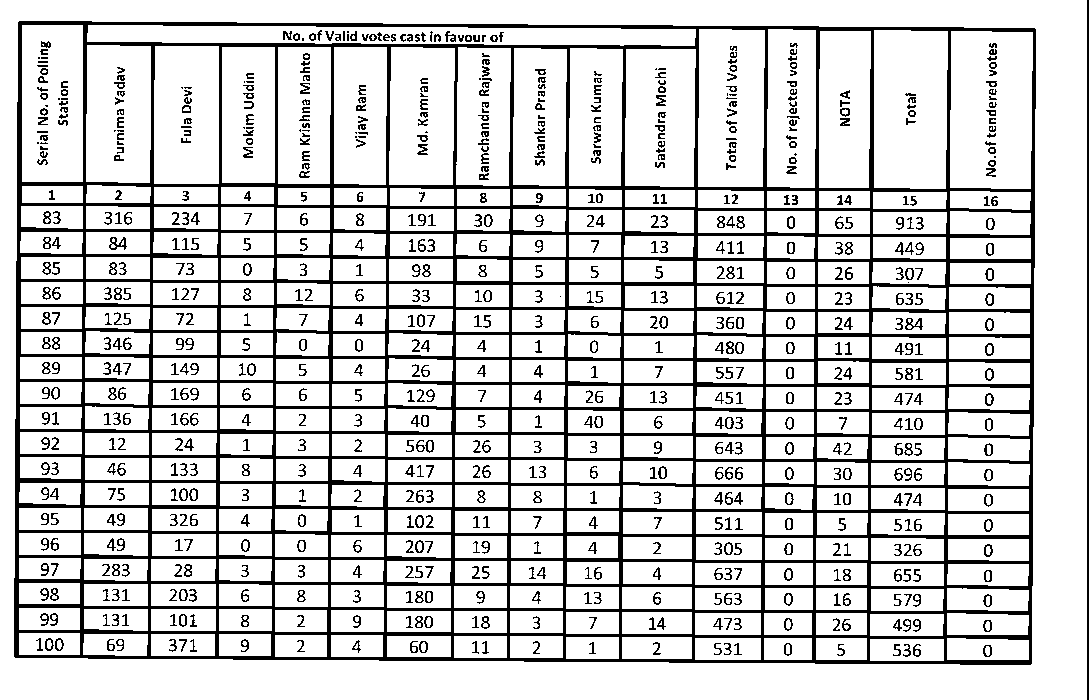 No. of Valid votes cast in favour of
Serial No. of Polling Station Purnima Yadav Fula Devi Mokim Uddin Ram Krishna Mahto Vijay Ram Md. Kamran Ramchandra Rajwar Shankar Prasad Sarwan Kumar Satendra Mochi Total of Valid Votes No. of rejected votes NOTA Total No.of tendered votes
1 2 3 4 5 6 7 8 9 10 11 12 13 14 15 16
83 316 234 7 6 8 191 30 9 24 23 848 0 65 913 0
84 84 115 5 5 4 163 6 9 7 13 411 0 38 449 0
85 83 73 0 3 1 98 8 5 5 5 281 0 26 307 0
86 385 127 8 12 6 33 10 3 15 13 612 0 23 635 0
87 125 72 1 7 4 107 15 3 6 20 360 0 24 384 0
88 346 99 5 0 0 24 4 1 0 1 480 0 11 491 0
89 347 149 10 5 4 26 4 4 1 7 557 0 24 581 0
90 86 169 6 6 5 129 7 4 26 13 451 0 23 474 0
91 136 166 4 2 3 40 5 1 40 6 403 0 7 410 0
92 12 24 1 3 2 560 26 3 3 9 643 0 42 685 0
93 46 133 8 3 4 417 26 13 6 10 666 0 30 696 0
94 75 100 3 1 2 263 8 8 1 3 464 0 10 474 0
95 49 326 4 0 1 102 11 7 4 7 511 0 5 516 0
96 49 17 0 0 6 207 19 1 4 2 305 0 21 326 0
97 283 28 3 3 4 257 25 14 16 4 637 0 18 655 0
98 131 203 6 8 3 180 9 4 13 6 563 0 16 579 0
99 131 101 8 2 9 180 18 3 7 14 473 0 26 499 0
100 69 371 9 2 4 60 11 2 1 2 531 0 5 536 0